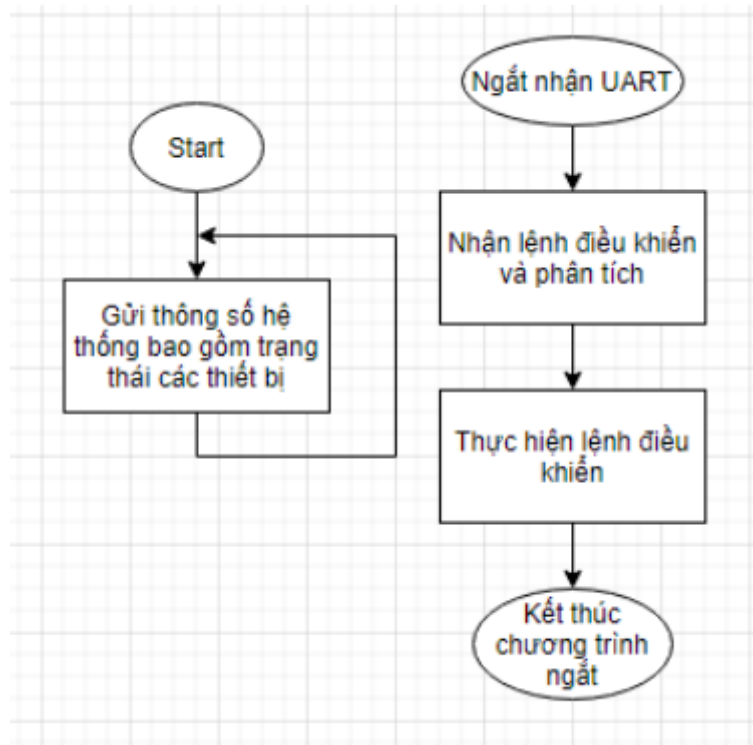 Start
Gửi thông số hệ
thống bao gồm trạng
thái các thiết bị
Ngắt nhận UART
Nhận lệnh điều khiển
và phân tích
Thực hiện lệnh điều
khiển
Kết thúc
chương trình
ngắt